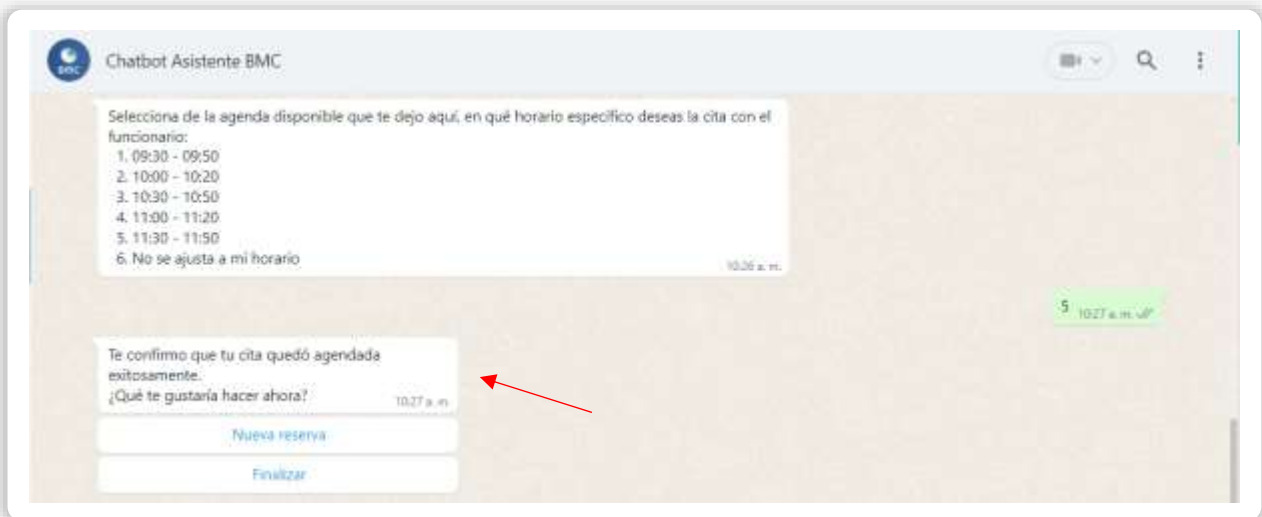 BMC
Chatbot Asistente BMC
Selecciona de la agenda disponible que te dejo aquí, en qué horario específico deseas la cita con el
funcionario:
1. 09:30 - 09:50
2. 10:00 - 10:20
3. 10:30 - 10:50
4. 11:00 - 11:20
5. 11:30 - 11:50
6. No se ajusta a mi horario
10:26 a. m.
5
10:27 a. m.
Te confirmo que tu cita quedó agendada
exitosamente.
¿Qué te gustaría hacer ahora?
10:27 a. m.
Nueva reserva
Finalizar